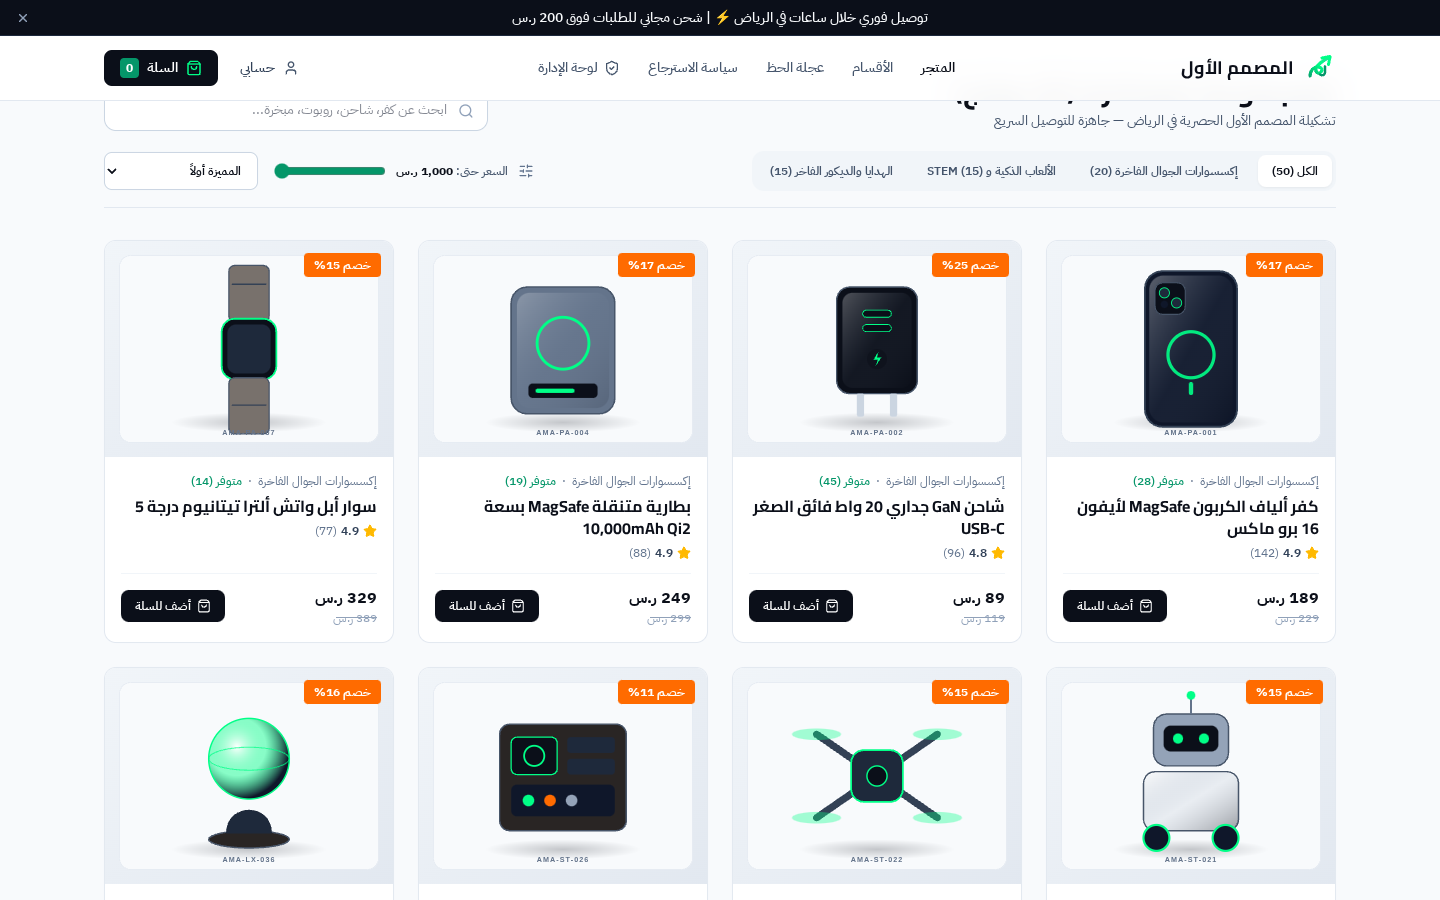 توصيل فوري خلال ساعات في الرياض ⚡ | شحن مجاني للطلبات فوق 200 ر.س
المصمم الأول
المتجر
الأقسام
عجلة الحظ
سياسة الاسترجاع
لوحة الإدارة
حسابي
السلة 0
تشكيلة المصمم الأول الحصرية في الرياض — جاهزة للتوصيل السريع
ابحث عن كفر، شاحن، روبوت، مبخرة...
الكل (50)
إكسسوارات الجوال الفاخرة (20)
الألعاب الذكية و STEM (15)
الهدايا والديكور الفاخر (15)
السعر حتى: 1,000 ر.س
المميزة أولاً
خصم 17%
AMA-PA-001
إكسسوارات الجوال الفاخرة · متوفر (28)
كفر ألياف الكربون MagSafe لأيفون
16 برو ماكس
4.9 (142)
189 ر.س
229 ر.س
أضف للسلة
خصم 25%
AMA-PA-002
إكسسوارات الجوال الفاخرة · متوفر (45)
شاحن GaN جداري 20 واط فائق الصغر
USB-C
4.8 (96)
89 ر.س
119 ر.س
أضف للسلة
خصم 17%
AMA-PA-004
إكسسوارات الجوال الفاخرة · متوفر (19)
بطارية متنقلة MagSafe بسعة
10,000mAh Qi2
4.9 (88)
249 ر.س
299 ر.س
أضف للسلة
خصم 15%
إكسسوارات الجوال الفاخرة · متوفر (14)
سوار أبل واتش ألترا تيتانيوم درجة 5
4.9 (77)
329 ر.س
389 ر.س
أضف للسلة
خصم 15%
AMA-ST-021
خصم 15%
AMA-ST-022
خصم 11%
AMA-ST-026
خصم 16%
AMA-LX-036